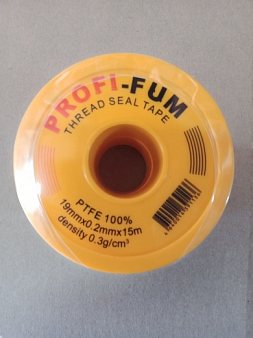 PROFI-FUM
THREAD SEAL TAPE
PTFE 100%
19mmx0.2mmx15m
density 0.3g/cm³